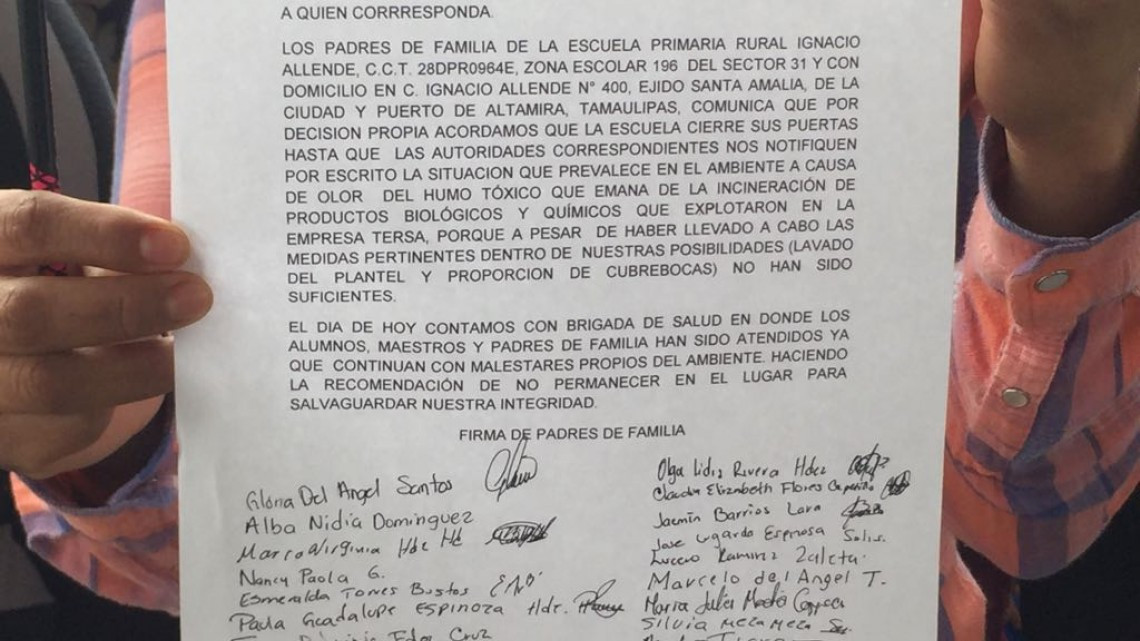 A QUIEN CORRRESPONDA.
LOS PADRES DE FAMILIA DE LA ESCUELA PRIMARIA RURAL IGNACIO
ALLENDE, C.C.T. 28DPR0964E, ZONA ESCOLAR 196 DEL SECTOR 31 Y CON
DOMICILIO EN C. IGNACIO ALLENDE N° 400, EJIDO SANTA AMALIA, DE LA
CIUDAD Y PUERTO DE ALTAMIRA, TAMAULIPAS, COMUNICA QUE POR
DECISION PROPIA ACORDAMOS QUE LA ESCUELA CIERRE SUS PUERTAS
HASTA QUE LAS AUTORIDADES CORRESPONDIENTES NOS NOTIFIQUEN
POR ESCRITO LA SITUACION QUE PREVALECE EN EL AMBIENTE A CAUSA
DE OLOR DEL HUMO TÓXICO QUE EMANA DE LA INCINERACIÓN DE
PRODUCTOS BIOLÓGICOS Y QUÍMICOS QUE EXPLOTARON EN LA
EMPRESA TERSA, PORQUE A PESAR DE HABER LLEVADO A CABO LAS
MEDIDAS PERTINENTES DENTRO DE NUESTRAS POSIBILIDADES (LAVADO
DEL PLANTEL Y PROPORCION DE CUBREBOCAS) NO HAN SIDO
SUFICIENTES.
EL DIA DE HOY CONTAMOS CON BRIGADA DE SALUD EN DONDE LOS
ALUMNOS, MAESTROS Y PADRES DE FAMILIA HAN SIDO ATENDIDOS YA
QUE CONTINUAN CON MALESTARES PROPIOS DEL AMBIENTE. HACIENDO
LA RECOMENDACIÓN DE NO PERMANECER EN EL LUGAR PARA
SALVAGUARDAR NUESTRA INTEGRIDAD.
FIRMA DE PADRES DE FAMILIA
Gloria Del Angel Santos
Alba Nidia Dominguez
Virginia Hdz
Nancy Paola G.
Esmeralda Torres Bustos
Paula Guadalupe Espinoza Hdz.
Cruz
Olga Lidia Rivera Hdez
Claudia Elizabeth Flores
Jazmin Barrios Lara
Jose Espinosa Solis.
Lucero Ramirez Zaleta.
Marcelo del Angel T.
Maria Julia
Silvia Meza Meza